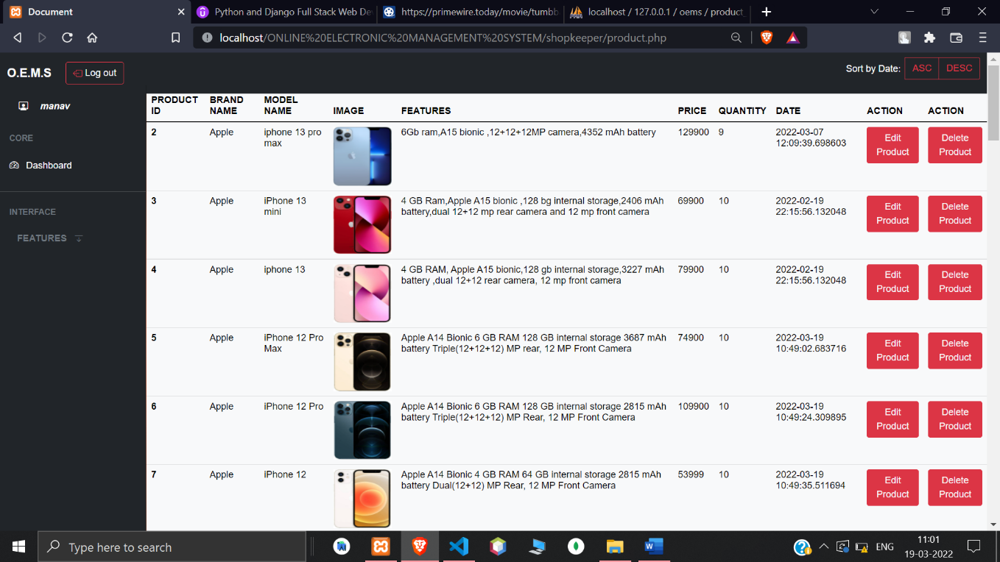 Document
Python and Django Full Stack Web De
https://primewire.today/movie/tumbb
localhost / 127.0.0.1 / oems / product_
localhost/ONLINE%20ELECTRONIC%20MANAGEMENT%20SYSTEM/shopkeeper/product.php
O.E.M.S
Log out
Sort by Date:
ASC
DESC
manav
CORE
Dashboard
INTERFACE
FEATURES
PRODUCT
ID
BRAND
NAME
MODEL
NAME
IMAGE
FEATURES
PRICE
QUANTITY
DATE
ACTION
ACTION
2
Apple
iphone 13 pro
max
6Gb ram,A15 bionic ,12+12+12MP camera,4352 mAh battery
129900
9
2022-03-07
12:09:39.698603
Edit
Product
Delete
Product
3
Apple
iPhone 13
mini
4 GB Ram,Apple A15 bionic ,128 bg internal storage,2406 mAh
battery,dual 12+12 mp rear camera and 12 mp front camera
69900
10
2022-02-19
22:15:56.132048
Edit
Product
Delete
Product
4
Apple
iphone 13
4 GB RAM, Apple A15 bionic,128 gb internal storage,3227 mAh
battery ,dual 12+12 rear camera, 12 mp front camera
79900
10
2022-02-19
22:15:56.132048
Edit
Product
Delete
Product
5
Apple
iPhone 12 Pro
Max
Apple A14 Bionic 6 GB RAM 128 GB internal storage 3687 mAh
battery Triple(12+12+12) MP rear, 12 MP Front Camera
74900
10
2022-03-19
10:49:02.683716
Edit
Product
Delete
Product
6
Apple
iPhone 12 Pro
Apple A14 Bionic 6 GB RAM 128 GB internal storage 2815 mAh
battery Triple(12+12+12) MP Rear, 12 MP Front Camera
109900
10
2022-03-19
10:49:24.309895
Edit
Product
Delete
Product
7
Apple
iPhone 12
Apple A14 Bionic 4 GB RAM 64 GB internal storage 2815 mAh
battery Dual(12+12) MP Rear, 12 MP Front Camera
53999
10
2022-03-19
10:49:35.511694
Edit
Product
Delete
Product
Type here to search
ENG
11:01
19-03-2022